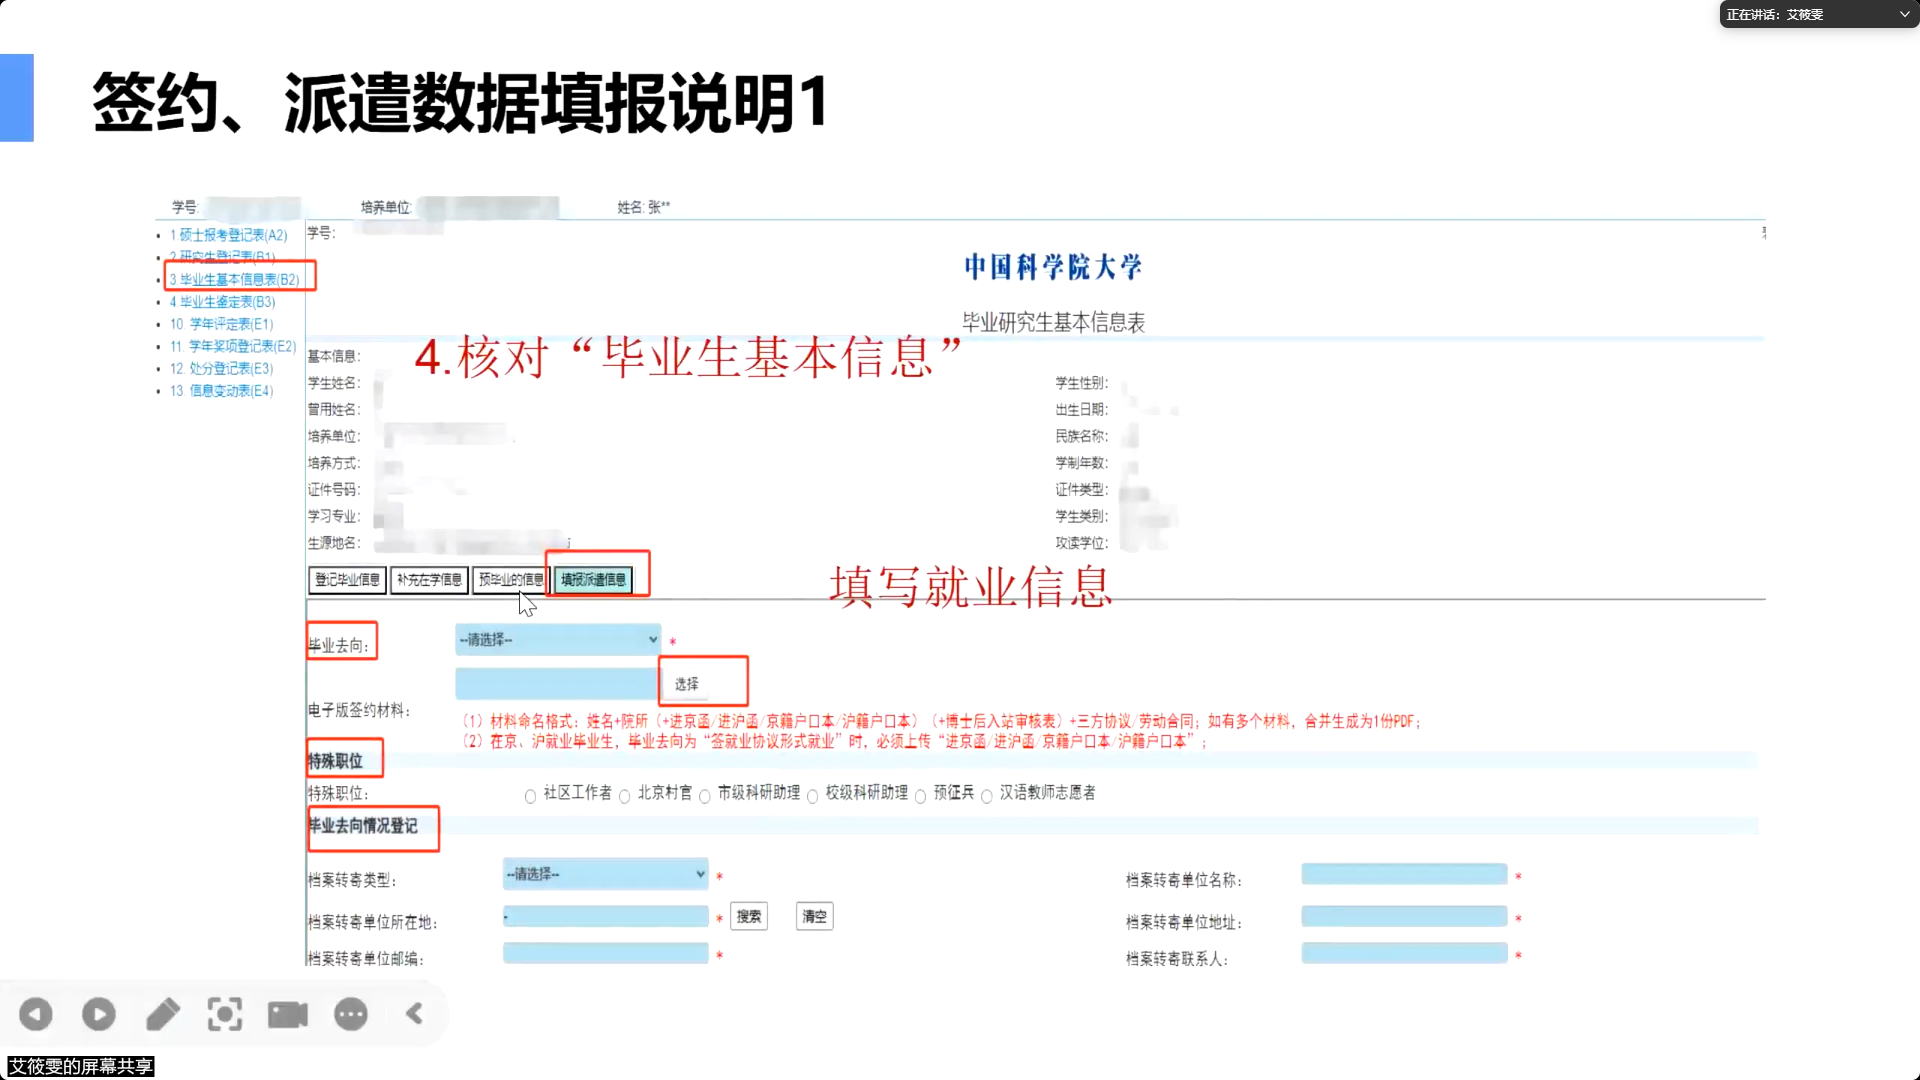 正在讲话: 艾筱雯
签约、派遣数据填报说明1
学号: 培养单位: 姓名: 张**
1.硕士报考登记表(A2)
2.研究生登记表(B1)
3.毕业生基本信息表(B2)
4.毕业生鉴定表(B3)
10. 学年评定表(E1)
11. 学年奖项登记表(E2)
12. 处分登记表(E3)
13. 信息变动表(E4)
学号:
中国科学院大学
毕业研究生基本信息表
4.核对“毕业生基本信息”
基本信息:
学生姓名: 学生性别:
曾用姓名: 出生日期:
培养单位: 民族名称:
培养方式: 学制年数:
证件号码: 证件类型:
学习专业: 学生类别:
生源地名: 攻读学位:
登记毕业信息 补充在学信息 预毕业的信息 填报派遣信息
填写就业信息
毕业去向: --请选择-- *
选择
电子版签约材料:
（1）材料命名格式：姓名+院所（+进京函/进沪函/京籍户口本/沪籍户口本）（+博士后入站审核表）+三方协议/劳动合同；如有多个材料，合并生成为1份PDF；
（2）在京、沪就业毕业生，毕业去向为“签就业协议形式就业”时，必须上传“进京函/进沪函/京籍户口本/沪籍户口本”；
特殊职位
特殊职位: 社区工作者 北京村官 市级科研助理 校级科研助理 预征兵 汉语教师志愿者
毕业去向情况登记
档案转寄类型: --请选择-- * 档案转寄单位名称: *
档案转寄单位所在地: - * 搜索 清空 档案转寄单位地址: *
档案转寄单位邮编: * 档案转寄联系人: *
艾筱雯的屏幕共享